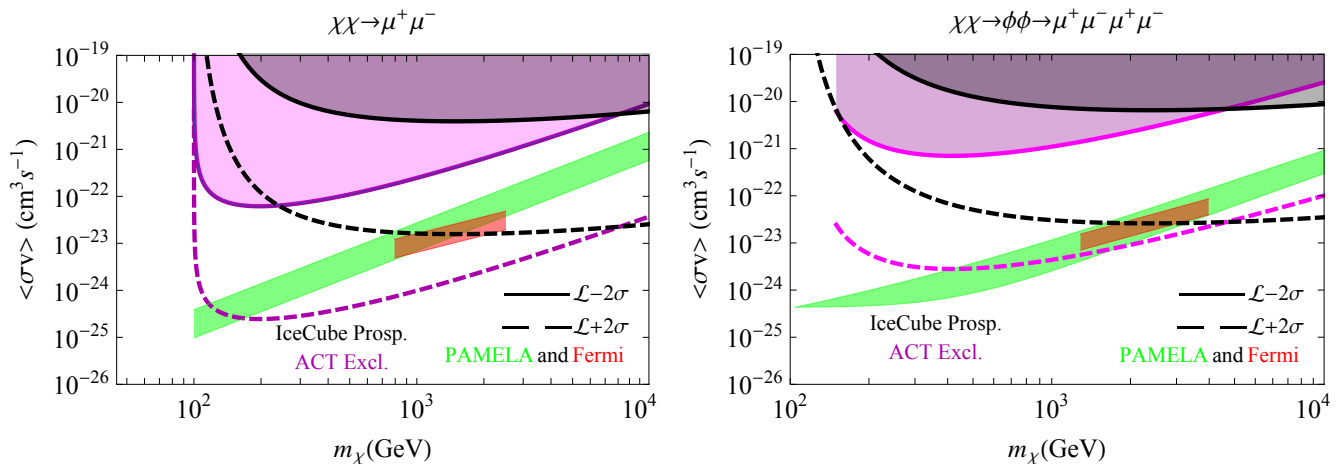 χχ→μ⁺μ⁻
<σv> (cm³s⁻¹)
10⁻¹⁹
10⁻²⁰
10⁻²¹
10⁻²²
10⁻²³
10⁻²⁴
10⁻²⁵
10⁻²⁶
ℒ−2σ
ℒ+2σ
IceCube Prosp.
ACT Excl.
PAMELA and Fermi
10² 10³ 10⁴
m_χ(GeV)
χχ→ϕϕ→μ⁺μ⁻μ⁺μ⁻
<σv> (cm³s⁻¹)
10⁻¹⁹
10⁻²⁰
10⁻²¹
10⁻²²
10⁻²³
10⁻²⁴
10⁻²⁵
10⁻²⁶
ℒ−2σ
ℒ+2σ
IceCube Prosp.
ACT Excl.
PAMELA and Fermi
10² 10³ 10⁴
m_χ(GeV)